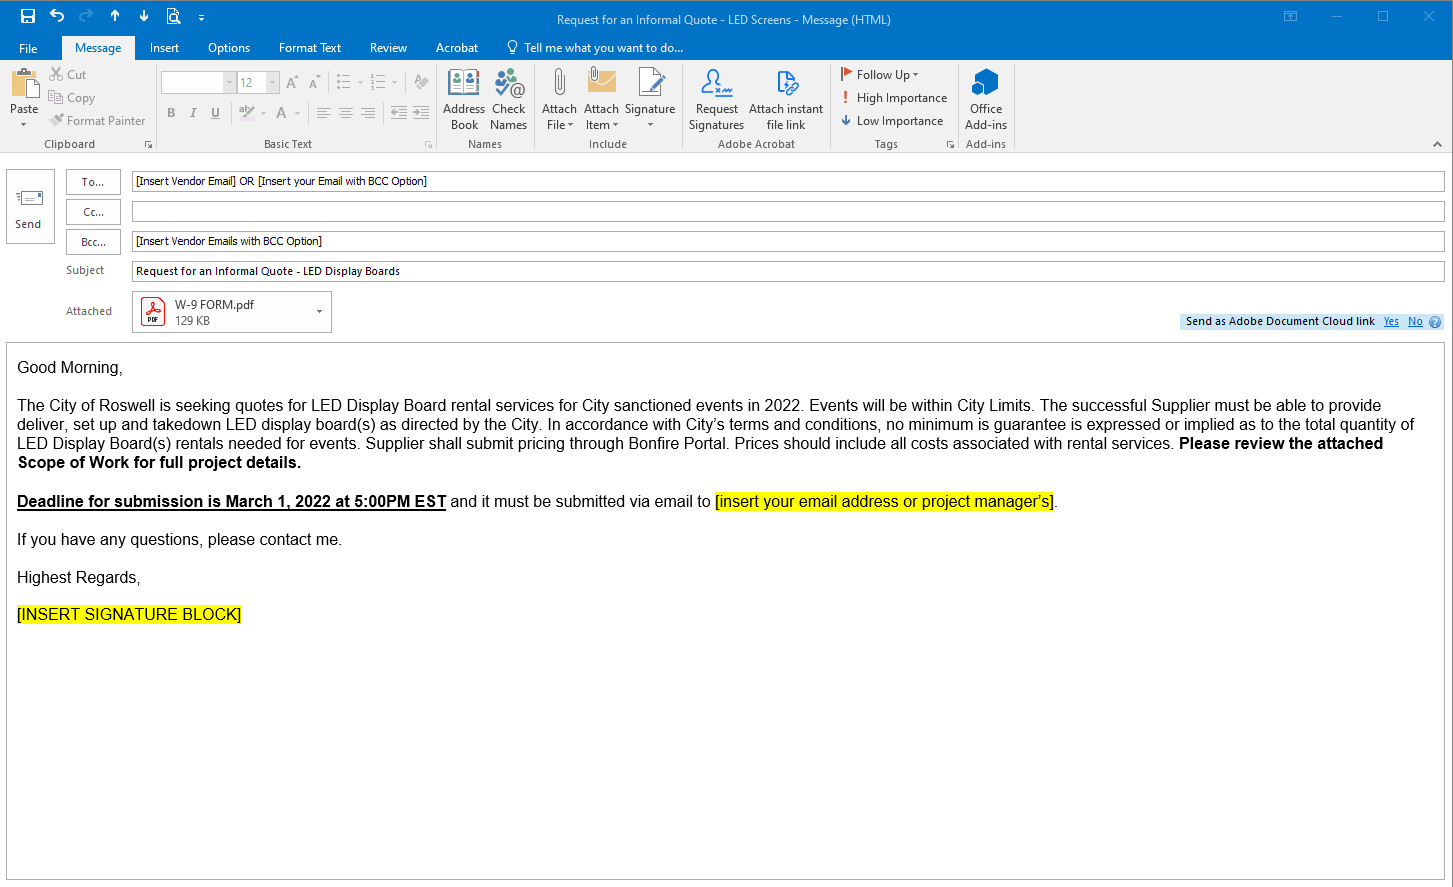 Request for an Informal Quote - LED Screens - Message (HTML)
File Message Insert Options Format Text Review Acrobat Tell me what you want to do...
Paste
Cut
Copy
Format Painter
Clipboard
12
B I U A
Basic Text
Address Book
Check Names
Names
Attach File
Attach Item
Signature
Include
Request Signatures
Attach instant file link
Adobe Acrobat
Follow Up
High Importance
Low Importance
Tags
Office Add-ins
Add-ins
Send
To... [Insert Vendor Email] OR [Insert your Email with BCC Option]
Cc...
Bcc... [Insert Vendor Emails with BCC Option]
Subject Request for an Informal Quote - LED Display Boards
Attached
PDF
W-9 FORM.pdf
129 KB
Send as Adobe Document Cloud link Yes No ?
Good Morning,
The City of Roswell is seeking quotes for LED Display Board rental services for City sanctioned events in 2022. Events will be within City Limits. The successful Supplier must be able to provide
deliver, set up and takedown LED display board(s) as directed by the City. In accordance with City’s terms and conditions, no minimum is guarantee is expressed or implied as to the total quantity of
LED Display Board(s) rentals needed for events. Supplier shall submit pricing through Bonfire Portal. Prices should include all costs associated with rental services. Please review the attached
Scope of Work for full project details.
Deadline for submission is March 1, 2022 at 5:00PM EST and it must be submitted via email to [insert your email address or project manager’s].
If you have any questions, please contact me.
Highest Regards,
[INSERT SIGNATURE BLOCK]